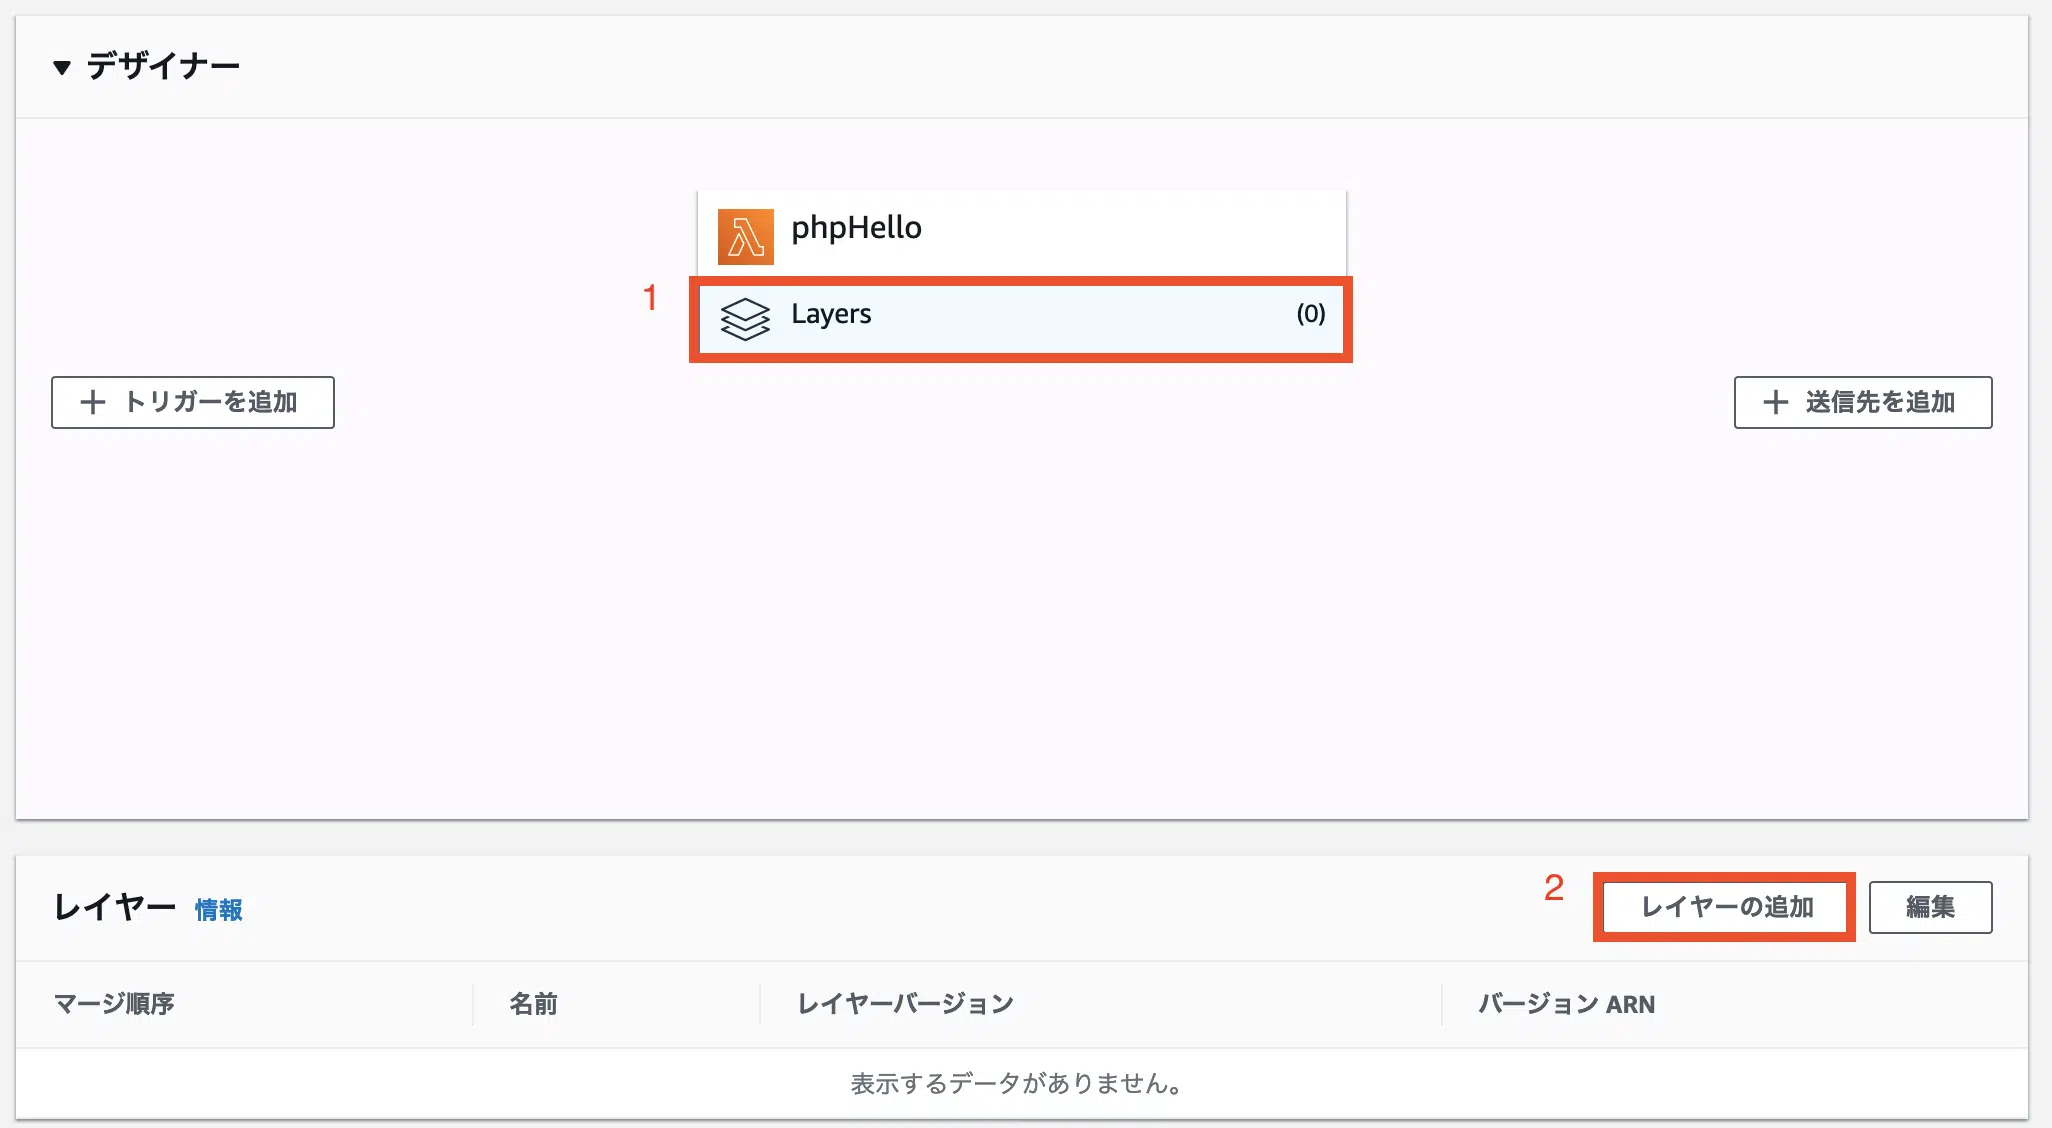 ▼ デザイナー
phpHello
1
Layers (0)
+ トリガーを追加
+ 送信先を追加
レイヤー 情報
2
レイヤーの追加
編集
マージ順序 名前 レイヤーバージョン バージョン ARN
表示するデータがありません。